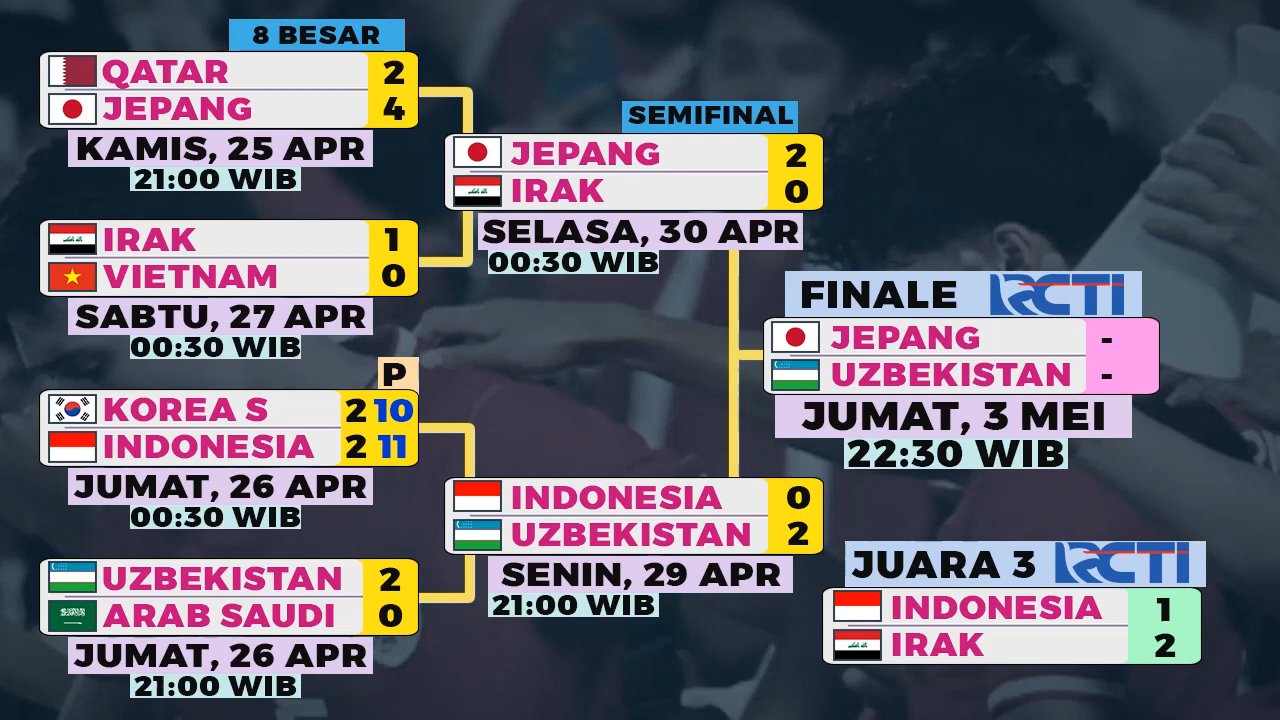 8 BESAR
QATAR 2
JEPANG 4
KAMIS, 25 APR
21:00 WIB
IRAK 1
VIETNAM 0
SABTU, 27 APR
00:30 WIB
P
KOREA S 2 10
INDONESIA 2 11
JUMAT, 26 APR
00:30 WIB
UZBEKISTAN 2
ARAB SAUDI 0
JUMAT, 26 APR
21:00 WIB
SEMIFINAL
JEPANG 2
IRAK 0
SELASA, 30 APR
00:30 WIB
INDONESIA 0
UZBEKISTAN 2
SENIN, 29 APR
21:00 WIB
FINALE RCTI
JEPANG -
UZBEKISTAN -
JUMAT, 3 MEI
22:30 WIB
JUARA 3 RCTI
INDONESIA 1
IRAK 2